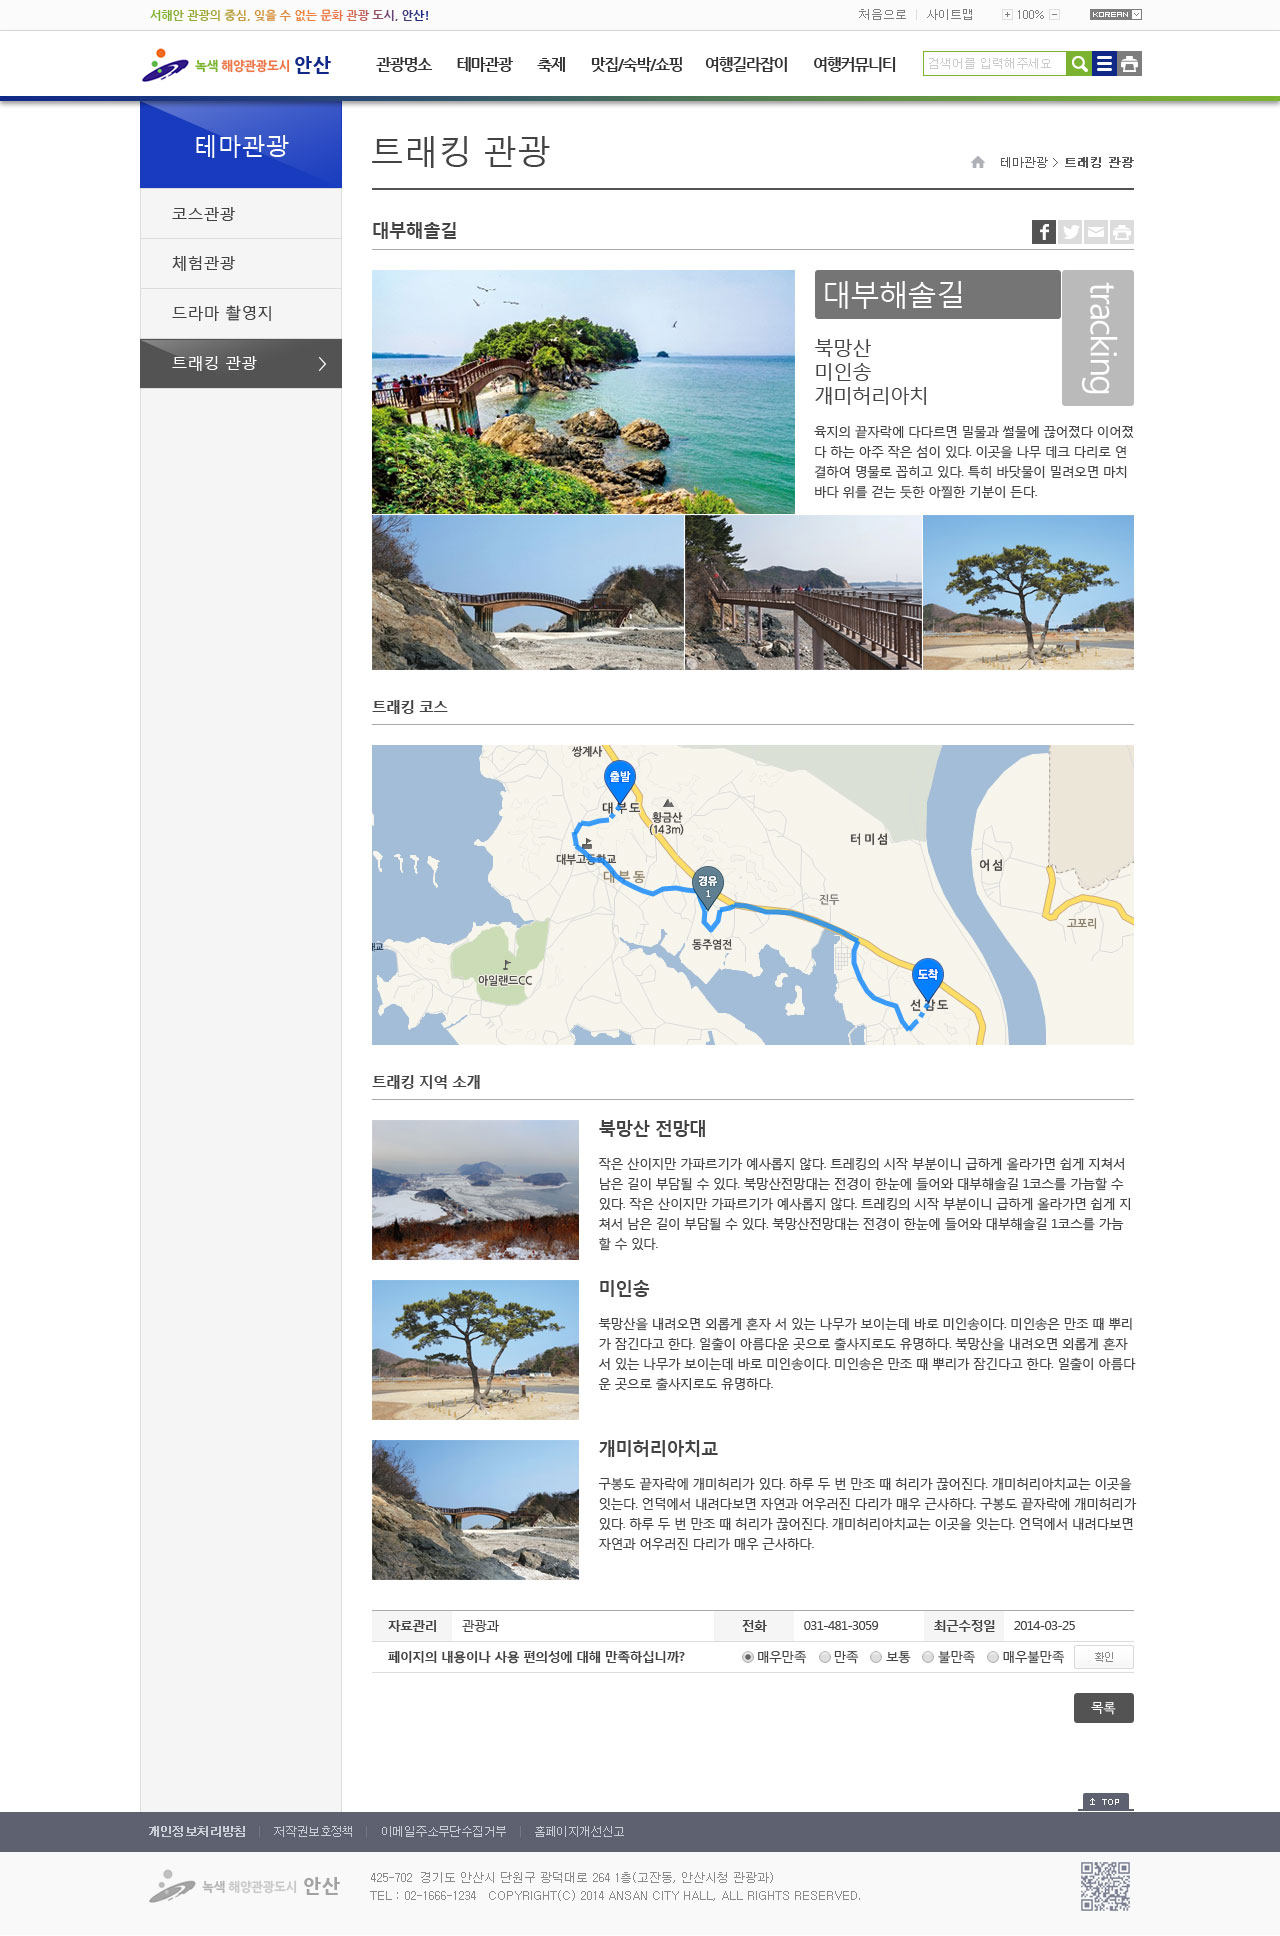 서해안 관광의 중심, 잊을 수 없는 문화 관광 도시, 안산!
처음으로 사이트맵 100% KOREAN
녹색 해양관광도시 안산
관광명소 테마관광 축제 맛집/숙박/쇼핑 여행길라잡이 여행커뮤니티
검색어를 입력해주세요
테마관광
코스관광
체험관광
드라마 촬영지
트래킹 관광
트래킹 관광
테마관광 > 트래킹 관광
대부해솔길
대부해솔길
tracking
북망산
미인송
개미허리아치
육지의 끝자락에 다다르면 밀물과 썰물에 끊어졌다 이어졌
다 하는 아주 작은 섬이 있다. 이곳을 나무 데크 다리로 연
결하여 명물로 꼽히고 있다. 특히 바닷물이 밀려오면 마치
바다 위를 걷는 듯한 아찔한 기분이 든다.
트래킹 코스
쌍계사
출발
대부도
황금산
(143m)
터미섬
대부고등학교
어섬
대부동
경유
1
진두
고포리
동주염전
도착
아일랜드CC
선감도
트래킹 지역 소개
북망산 전망대
작은 산이지만 가파르기가 예사롭지 않다. 트레킹의 시작 부분이니 급하게 올라가면 쉽게 지쳐서
남은 길이 부담될 수 있다. 북망산전망대는 전경이 한눈에 들어와 대부해솔길 1코스를 가늠할 수
있다. 작은 산이지만 가파르기가 예사롭지 않다. 트레킹의 시작 부분이니 급하게 올라가면 쉽게 지
쳐서 남은 길이 부담될 수 있다. 북망산전망대는 전경이 한눈에 들어와 대부해솔길 1코스를 가늠
할 수 있다.
미인송
북망산을 내려오면 외롭게 혼자 서 있는 나무가 보이는데 바로 미인송이다. 미인송은 만조 때 뿌리
가 잠긴다고 한다. 일출이 아름다운 곳으로 출사지로도 유명하다. 북망산을 내려오면 외롭게 혼자
서 있는 나무가 보이는데 바로 미인송이다. 미인송은 만조 때 뿌리가 잠긴다고 한다. 일출이 아름다
운 곳으로 출사지로도 유명하다.
개미허리아치교
구봉도 끝자락에 개미허리가 있다. 하루 두 번 만조 때 허리가 끊어진다. 개미허리아치교는 이곳을
잇는다. 언덕에서 내려다보면 자연과 어우러진 다리가 매우 근사하다. 구봉도 끝자락에 개미허리가
있다. 하루 두 번 만조 때 허리가 끊어진다. 개미허리아치교는 이곳을 잇는다. 언덕에서 내려다보면
자연과 어우러진 다리가 매우 근사하다.
자료관리 관광과 전화 031-481-3059 최근수정일 2014-03-25
페이지의 내용이나 사용 편의성에 대해 만족하십니까? 매우만족 만족 보통 불만족 매우불만족 확인
목록
TOP
개인정보처리방침 저작권보호정책 이메일주소무단수집거부 홈페이지개선신고
녹색 해양관광도시 안산
425-702 경기도 안산시 단원구 광덕대로 264 1층(고잔동, 안산시청 관광과)
TEL : 02-1666-1234 COPYRIGHT(C) 2014 ANSAN CITY HALL, ALL RIGHTS RESERVED.